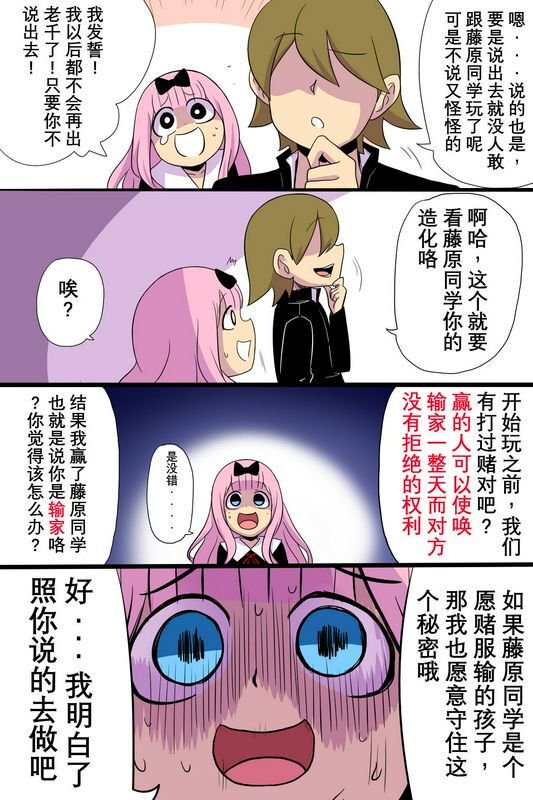 嗯···说的也是，
要是说出去就没人敢
跟藤原同学玩了呢
可是不说又怪怪的
我发誓！
我以后都不会再出
老千了！只要你不
说出去！
啊哈，这个就要
看藤原同学你的
造化咯
唉？
开始玩之前，我们
有打过赌对吧？
赢的人可以使唤
输家一整天而对方
没有拒绝的权利
是没错····
结果我赢了藤原同学
也就是说你是输家咯
？你觉得该怎么办？
如果藤原同学是个
愿赌服输的孩子，
那我也愿意守住这
个秘密哦
好···我明白了
照你说的去做吧